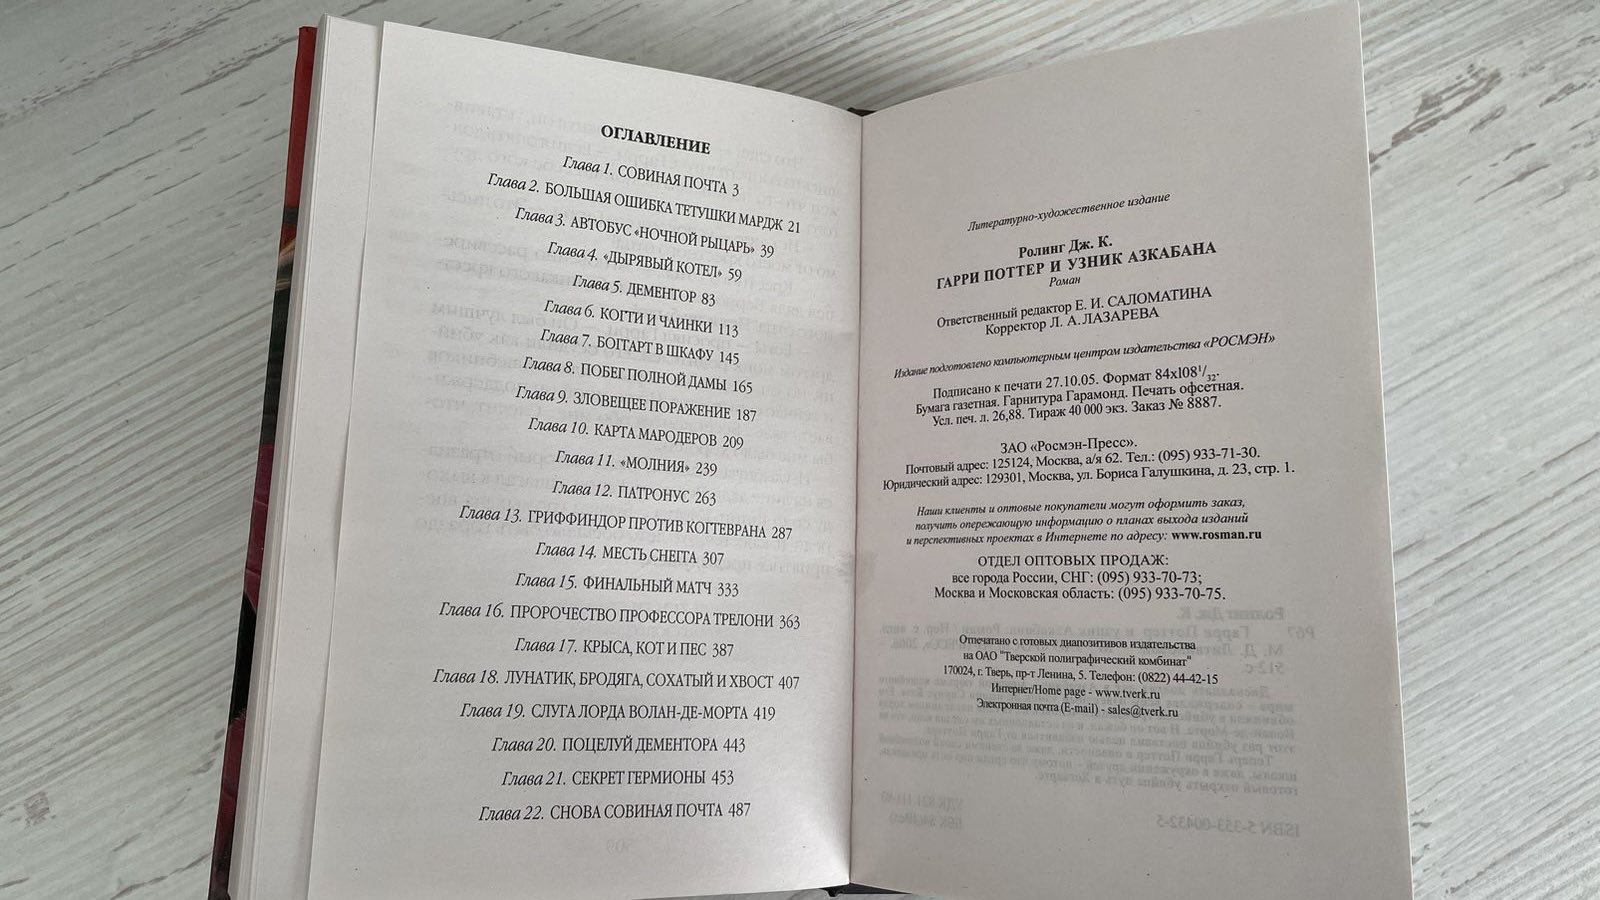 ОГЛАВЛЕНИЕ
Глава 1. СОВИНАЯ ПОЧТА 3
Глава 2. БОЛЬШАЯ ОШИБКА ТЕТУШКИ МАРДЖ 21
Глава 3. АВТОБУС «НОЧНОЙ РЫЦАРЬ» 39
Глава 4. «ДЫРЯВЫЙ КОТЕЛ» 59
Глава 5. ДЕМЕНТОР 83
Глава 6. КОГТИ И ЧАИНКИ 113
Глава 7. БОГГАРТ В ШКАФУ 145
Глава 8. ПОБЕГ ПОЛНОЙ ДАМЫ 165
Глава 9. ЗЛОВЕЩЕЕ ПОРАЖЕНИЕ 187
Глава 10. КАРТА МАРОДЕРОВ 209
Глава 11. «МОЛНИЯ» 239
Глава 12. ПАТРОНУС 263
Глава 13. ГРИФФИНДОР ПРОТИВ КОГТЕВРАНА 287
Глава 14. МЕСТЬ СНЕГГА 307
Глава 15. ФИНАЛЬНЫЙ МАТЧ 333
Глава 16. ПРОРОЧЕСТВО ПРОФЕССОРА ТРЕЛОНИ 363
Глава 17. КРЫСА, КОТ И ПЕС 387
Глава 18. ЛУНАТИК, БРОДЯГА, СОХАТЫЙ И ХВОСТ 407
Глава 19. СЛУГА ЛОРДА ВОЛАН-ДЕ-МОРТА 419
Глава 20. ПОЦЕЛУЙ ДЕМЕНТОРА 443
Глава 21. СЕКРЕТ ГЕРМИОНЫ 453
Глава 22. СНОВА СОВИНАЯ ПОЧТА 487
Литературно-художественное издание
Ролинг Дж. К.
ГАРРИ ПОТТЕР И УЗНИК АЗКАБАНА
Роман
Ответственный редактор Е. И. САЛОМАТИНА
Корректор Л. А. ЛАЗАРЕВА
Издание подготовлено компьютерным центром издательства «РОСМЭН»
Подписано к печати 27.10.05. Формат 84х108 1/32.
Бумага газетная. Гарнитура Гарамонд. Печать офсетная.
Усл. печ. л. 26,88. Тираж 40 000 экз. Заказ № 8887.
ЗАО «Росмэн-Пресс».
Почтовый адрес: 125124, Москва, а/я 62. Тел.: (095) 933-71-30.
Юридический адрес: 129301, Москва, ул. Бориса Галушкина, д. 23, стр. 1.
Наши клиенты и оптовые покупатели могут оформить заказ,
получить опережающую информацию о планах выхода изданий
и перспективных проектах в Интернете по адресу: www.rosman.ru
ОТДЕЛ ОПТОВЫХ ПРОДАЖ:
все города России, СНГ: (095) 933-70-73;
Москва и Московская область: (095) 933-70-75.
Отпечатано с готовых диапозитивов издательства
на ОАО "Тверской полиграфический комбинат"
170024, г. Тверь, пр-т Ленина, 5. Телефон: (0822) 44-42-15
Интернет/Home page - www.tverk.ru
Электронная почта (E-mail) - sales@tverk.ru